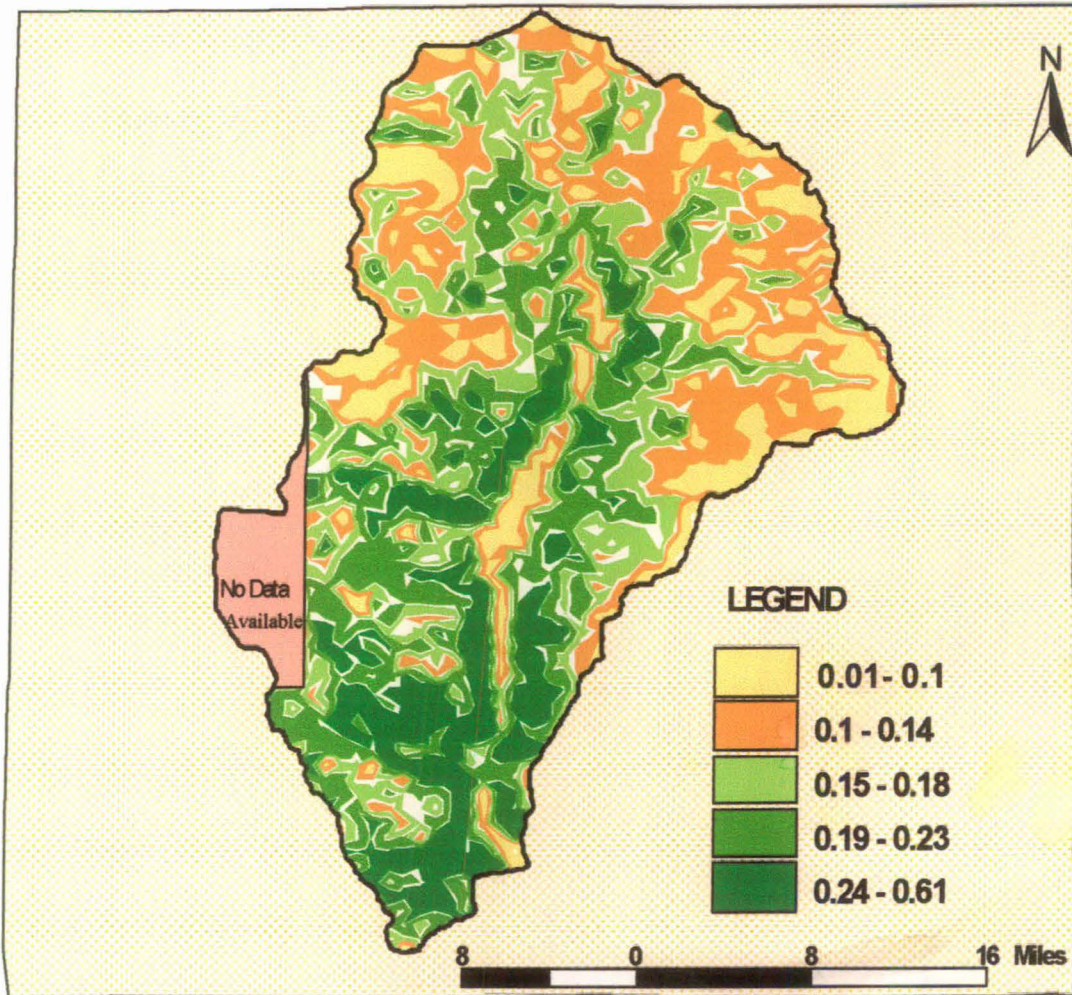 N
No Data
Available
LEGEND
0.01- 0.1
0.1 - 0.14
0.15 - 0.18
0.19 - 0.23
0.24 - 0.61
8 0 8 16 Miles